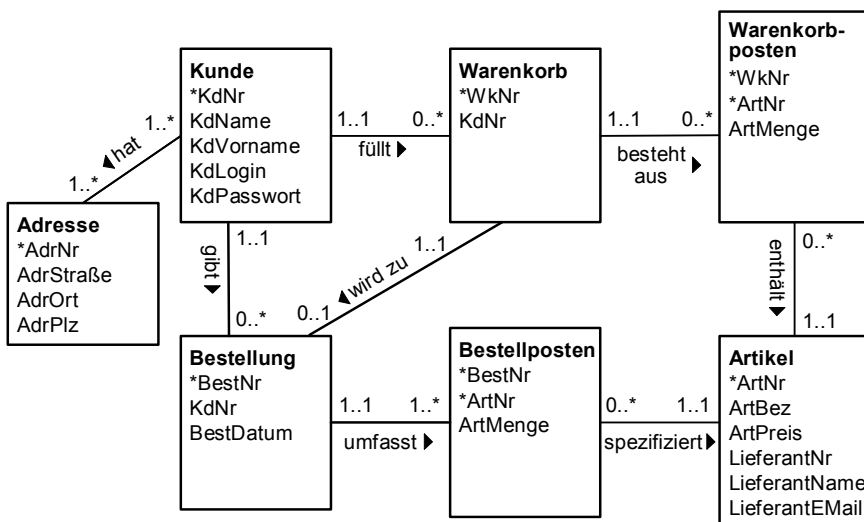 Kunde
*KdNr
KdName
KdVorname
KdLogin
KdPasswort
1..1
0..*
füllt
Warenkorb
*WkNr
KdNr
1..1
0..*
besteht
aus
Warenkorb-
posten
*WkNr
*ArtNr
ArtMenge
1..*
hat
1..*
Adresse
*AdrNr
AdrStraße
AdrOrt
AdrPlz
1..1
gibt
0..*
1..1
wird zu
0..1
0..*
enthält
1..1
Bestellung
*BestNr
KdNr
BestDatum
1..1
1..*
umfasst
Bestellposten
*BestNr
*ArtNr
ArtMenge
0..*
1..1
spezifiziert
Artikel
*ArtNr
ArtBez
ArtPreis
LieferantNr
LieferantName
LieferantEMail